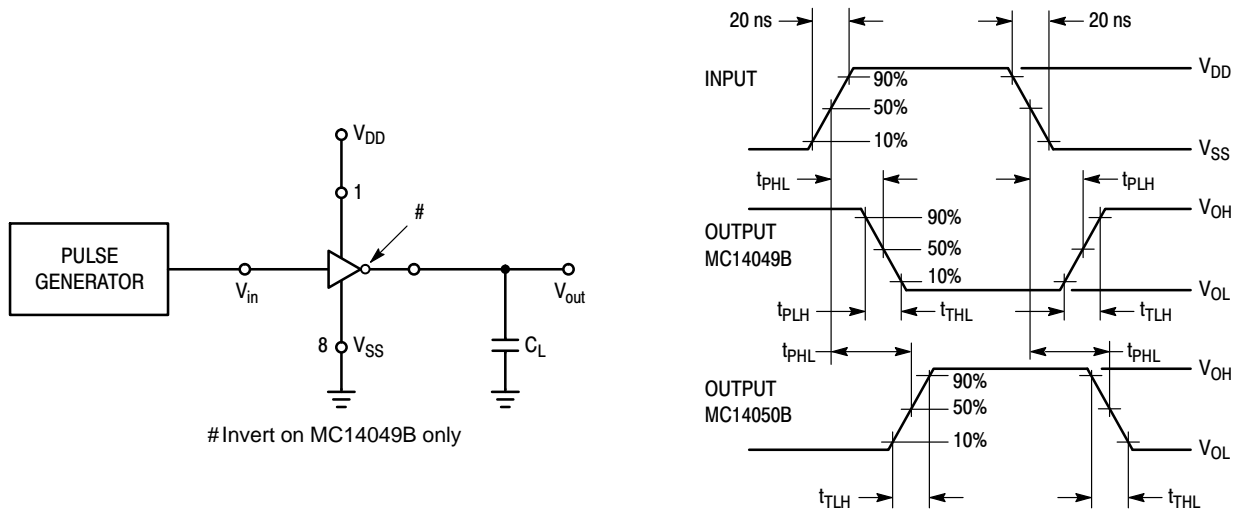 V_DD
1
#
PULSE
GENERATOR
V_in
V_out
8
V_SS
C_L
# Invert on MC14049B only
20 ns
20 ns
INPUT
90%
50%
10%
V_DD
V_SS
t_PHL
t_PLH
OUTPUT
MC14049B
90%
50%
10%
V_OH
V_OL
t_PLH
t_THL
t_TLH
t_PHL
t_PHL
OUTPUT
MC14050B
90%
50%
10%
V_OH
V_OL
t_TLH
t_THL